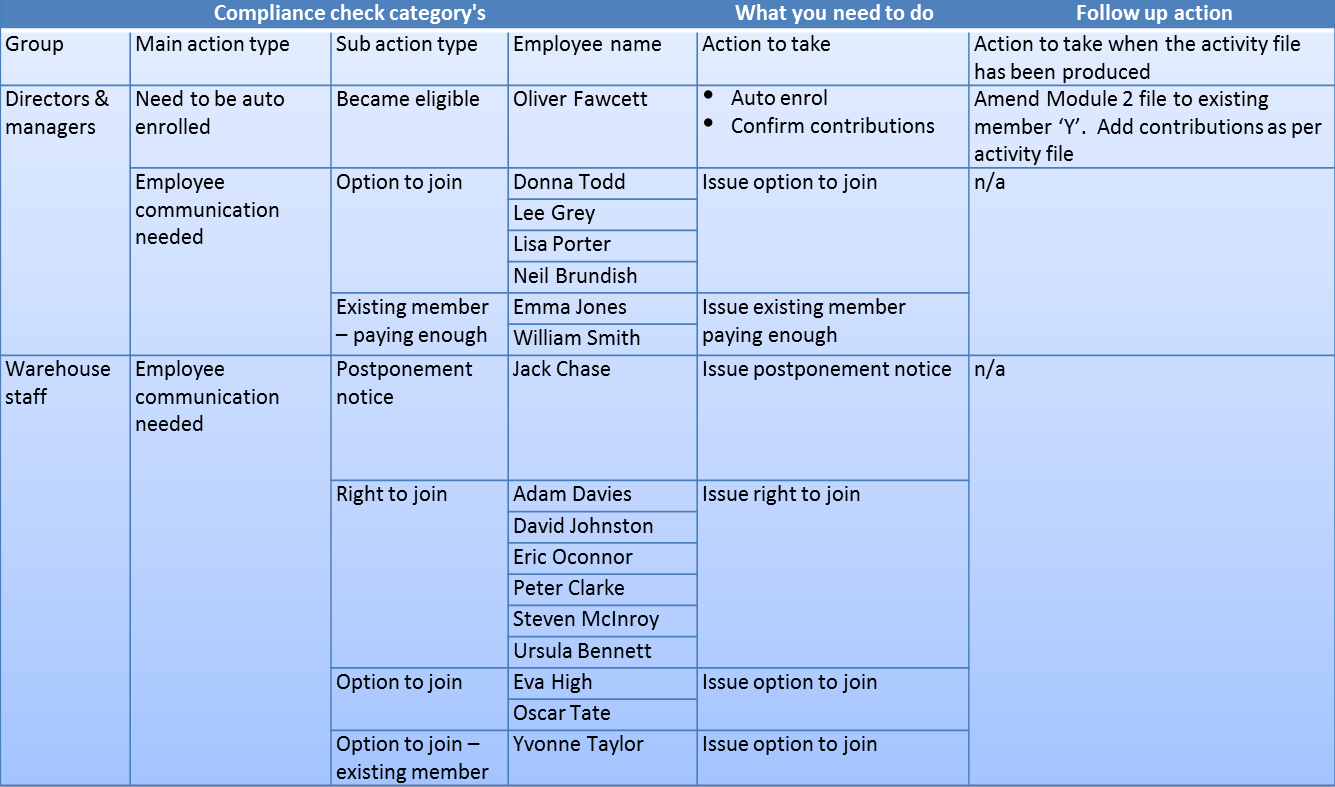 Compliance check category's
What you need to do
Follow up action
Group
Main action type
Sub action type
Employee name
Action to take
Action to take when the activity file
has been produced
Directors &
managers
Need to be auto
enrolled
Became eligible
Oliver Fawcett
• Auto enrol
• Confirm contributions
Amend Module 2 file to existing
member ‘Y’. Add contributions as per
activity file
Employee
communication
needed
Option to join
Donna Todd
Lee Grey
Lisa Porter
Neil Brundish
Issue option to join
n/a
Existing member
– paying enough
Emma Jones
William Smith
Issue existing member
paying enough
Warehouse
staff
Employee
communication
needed
Postponement
notice
Jack Chase
Issue postponement notice
n/a
Right to join
Adam Davies
David Johnston
Eric Oconnor
Peter Clarke
Steven McInroy
Ursula Bennett
Issue right to join
Option to join
Eva High
Oscar Tate
Issue option to join
Option to join –
existing member
Yvonne Taylor
Issue option to join